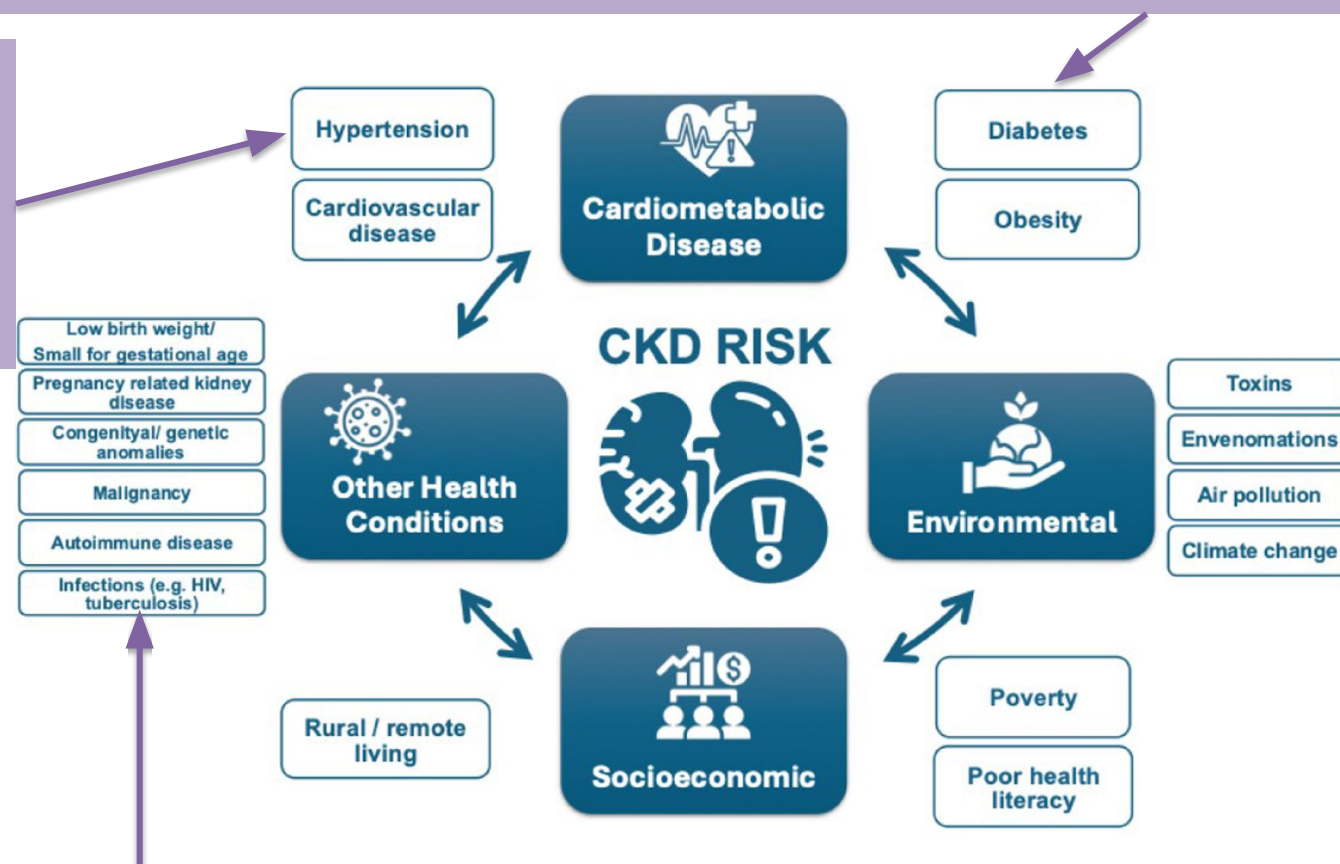 Hypertension
Cardiovascular
disease
Cardiometabolic
Disease
Diabetes
Obesity
CKD RISK
Low birth weight/
Small for gestational age
Pregnancy related kidney
disease
Congenityal/ genetic
anomalies
Malignancy
Autoimmune disease
Infections (e.g. HIV,
tuberculosis)
Other Health
Conditions
Environmental
Toxins
Envenomations
Air pollution
Climate change
Rural / remote
living
$
Socioeconomic
Poverty
Poor health
literacy